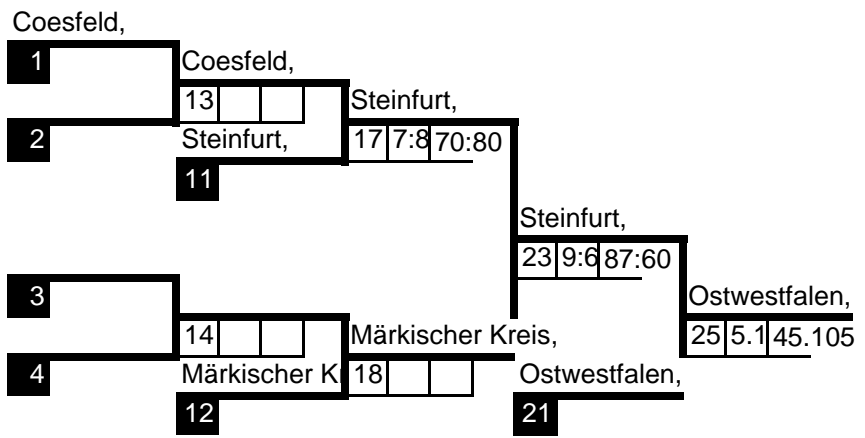 Coesfeld,
1
Coesfeld,
13
Steinfurt,
2
Steinfurt,
17 7:8 70:80
11
Steinfurt,
23 9:6 87:60
3
Ostwestfalen,
14
Märkischer Kreis,
25 5.1 45.105
4
Märkischer K
18
Ostwestfalen,
12
21